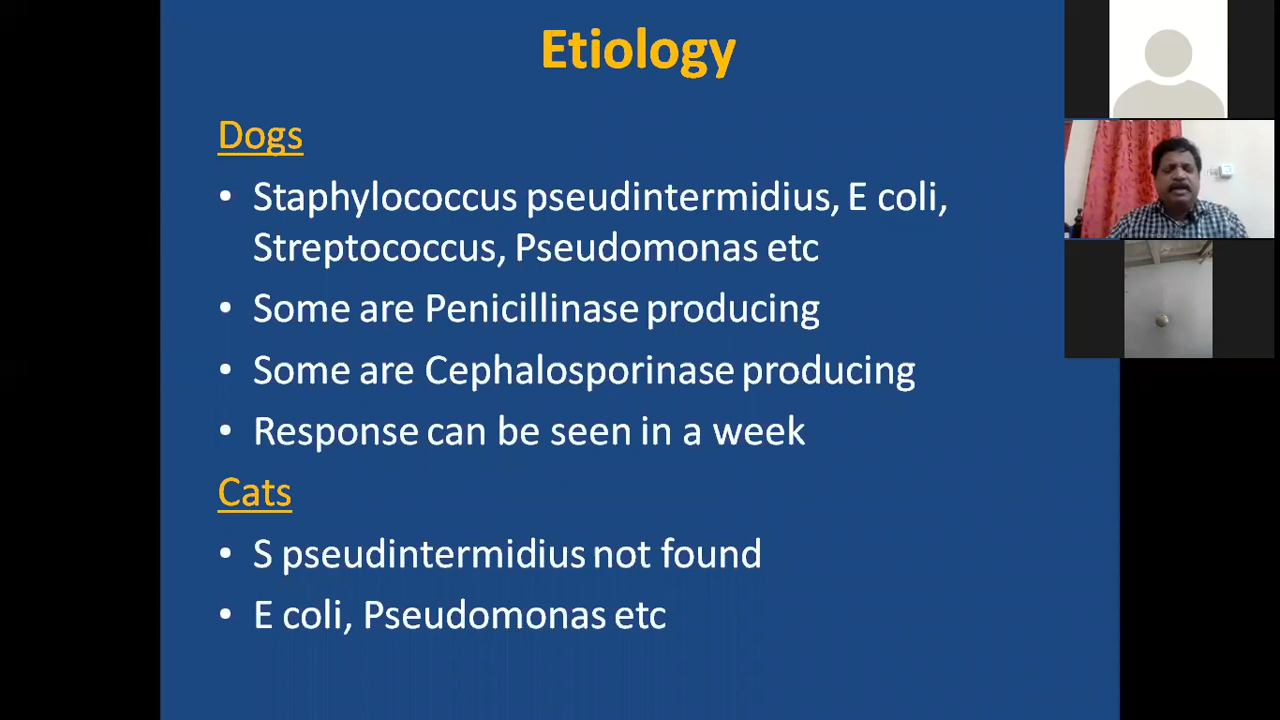 Etiology
Dogs
• Staphylococcus pseudintermidius, E coli,
Streptococcus, Pseudomonas etc
• Some are Penicillinase producing
• Some are Cephalosporinase producing
• Response can be seen in a week
Cats
• S pseudintermidius not found
• E coli, Pseudomonas etc